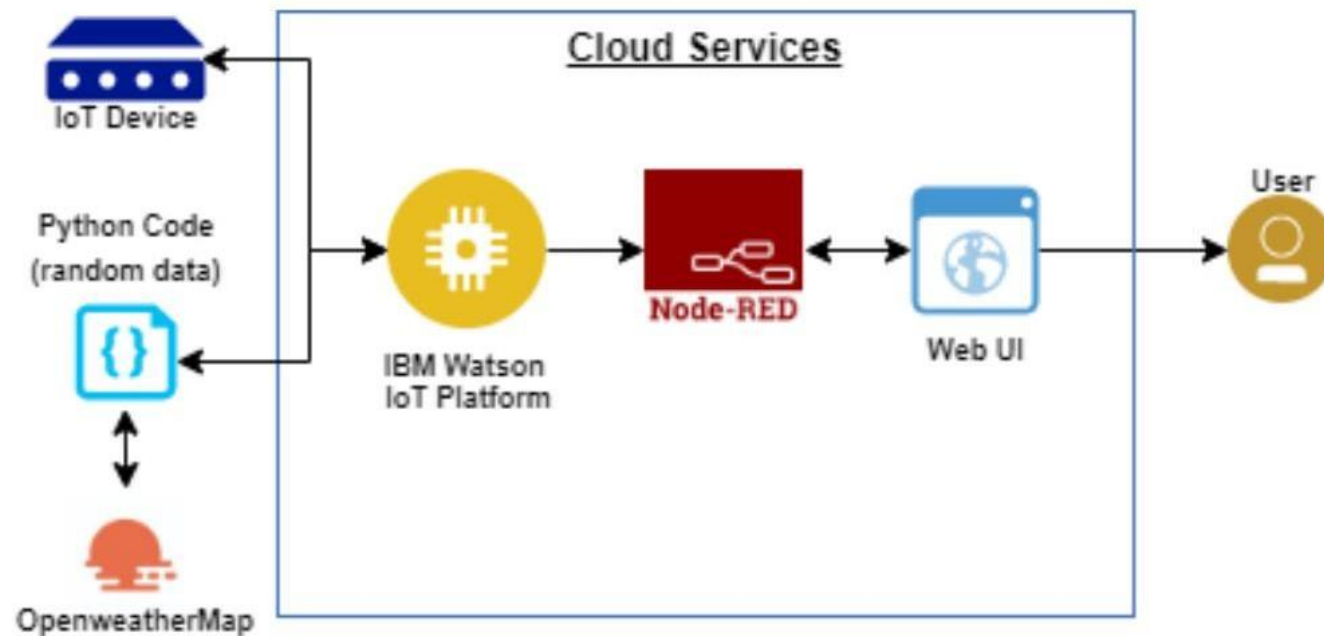 Cloud Services
IoT Device
Python Code
(random data)
{}
IBM Watson
IoT Platform
Node-RED
Web UI
User
OpenweatherMap